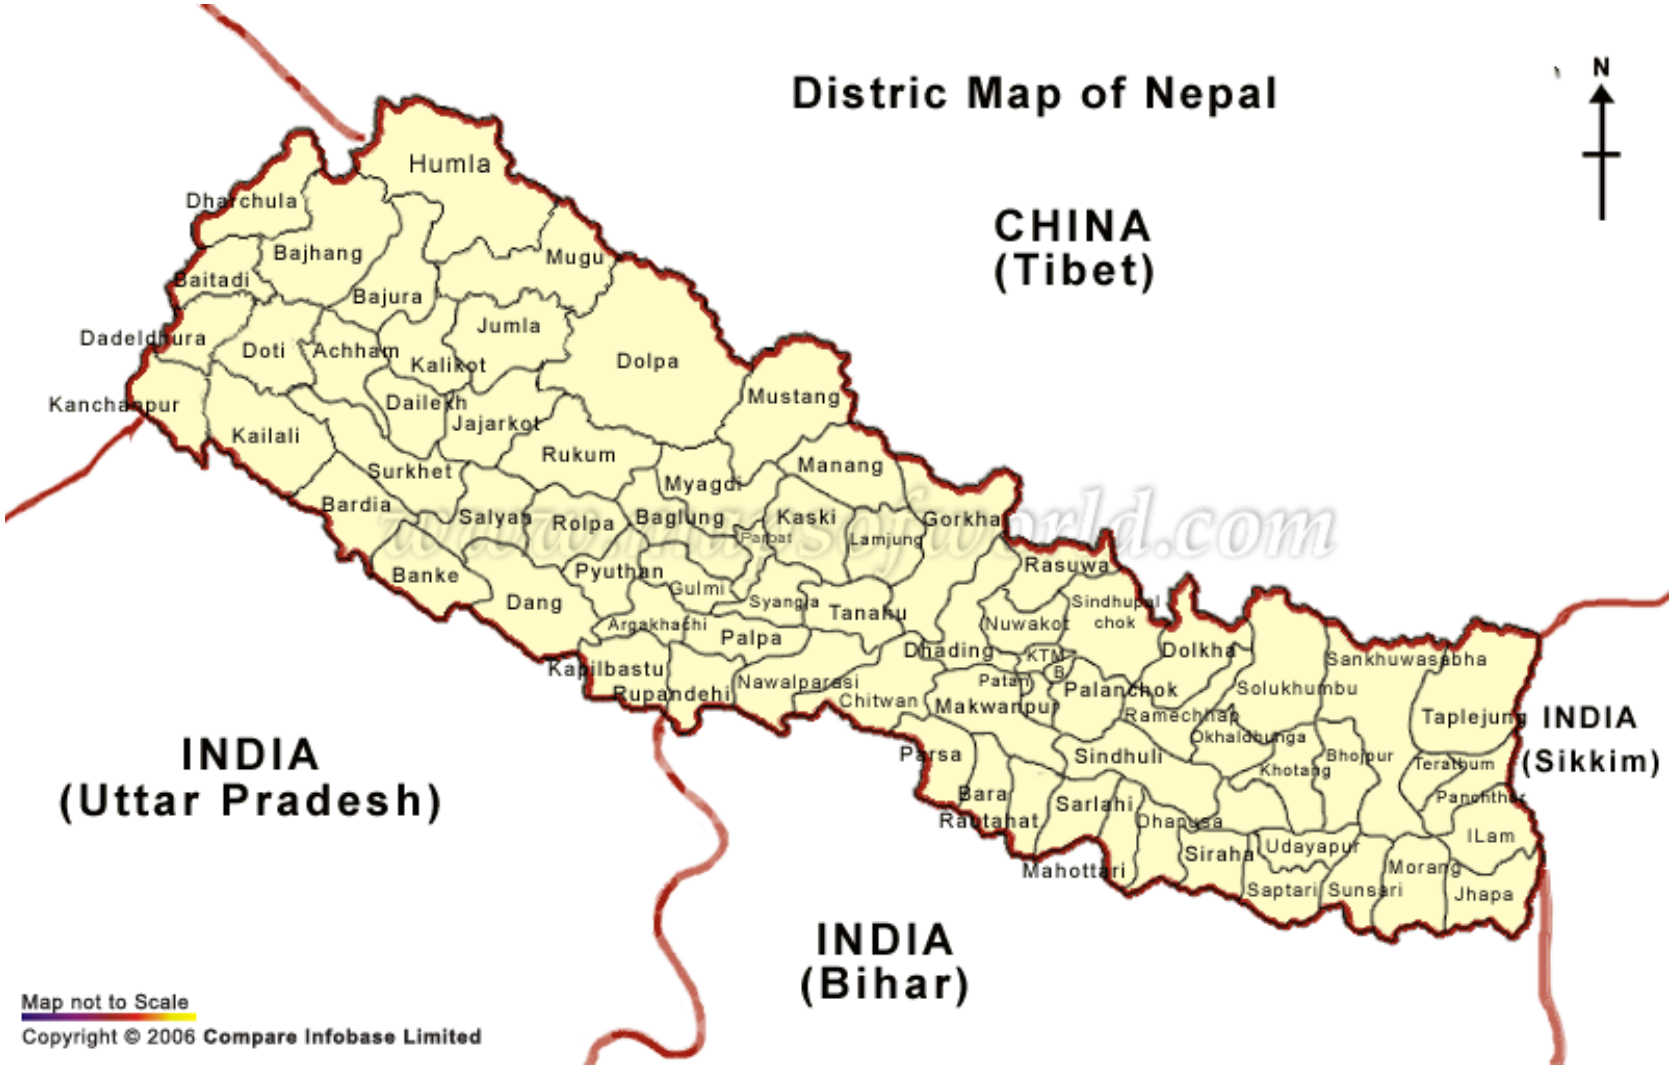 Distric Map of Nepal
N
CHINA
(Tibet)
Humla
Dharchula
Bajhang
Mugu
Baitadi
Bajura
Jumla
Dadeldhura
Doti
Achham
Kalikot
Dolpa
Mustang
Kanchanpur
Dailekh
Jajarkot
Kailali
Rukum
Surkhet
Manang
Myagdi
Bardia
Salyan
Rolpa
Baglung
Kaski
Gorkha
Parbat
Lamjung
www.mapsofworld.com
Banke
Pyuthan
Rasuwa
Gulmi
Dang
Syangja
Tanahu
Sindhupal
chok
Argakhachi
Palpa
Nuwakot
Dhading
KTM
B
Dolkha
Kapilbastu
Rupandehi
Nawalparasi
Patan
Palanchok
Sankhuwasabha
Solukhumbu
Chitwan
Makwanpur
Ramechhap
Taplejung
INDIA
(Sikkim)
Okhaldhunga
Parsa
Sindhuli
Khotang
Bhojpur
Terathum
INDIA
(Uttar Pradesh)
Bara
Sarlahi
Panchthar
Rautahat
Dhanusa
ILam
Siraha
Udayapur
Mahottari
Morang
Saptari
Sunsari
Jhapa
INDIA
(Bihar)
Map not to Scale
Copyright © 2006 Compare Infobase Limited